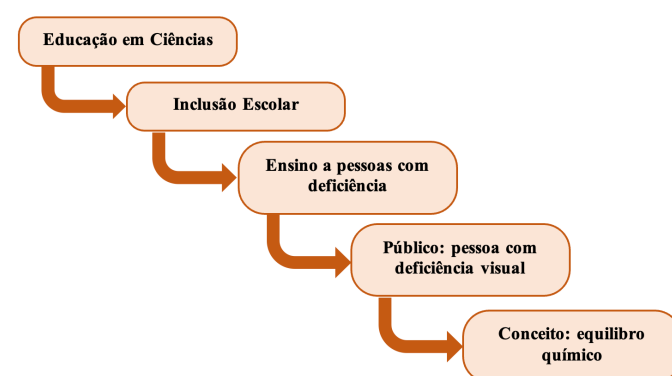 Educação em Ciências
Inclusão Escolar
Ensino a pessoas com
deficiência
Público: pessoa com
deficiência visual
Conceito: equilibro
químico